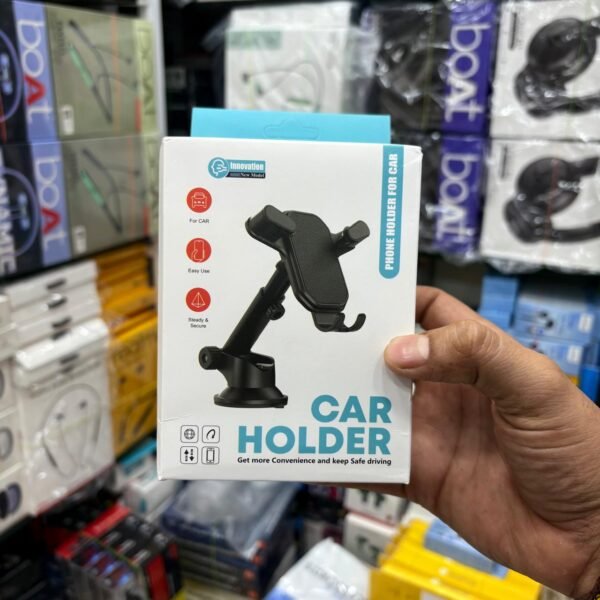 Innovation
New Model
For CAR
Easy Use
Steady &
Secure
PHONE HOLDER FOR CAR
CAR
HOLDER
Get more Convenience and keep Safe driving
boAt
boAt
boAt
boAt